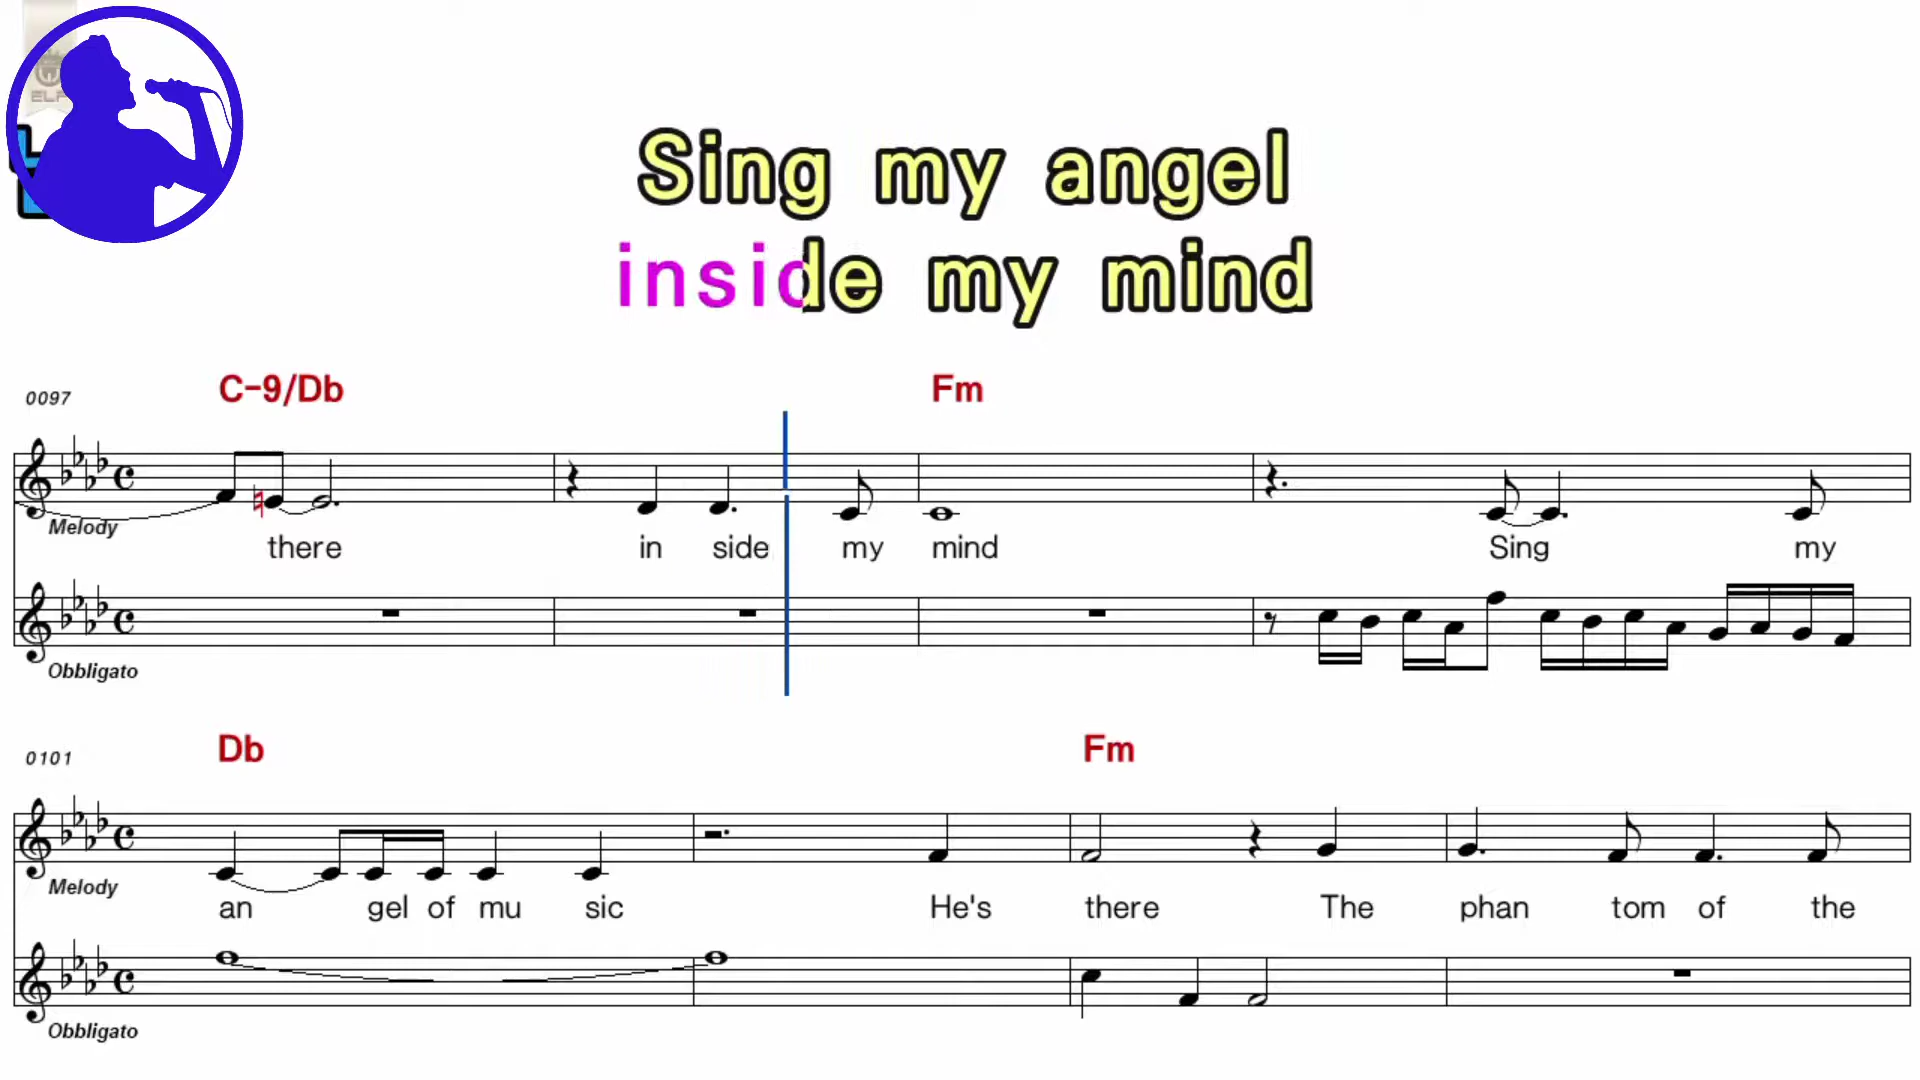 ELF
Sing my angel
inside my mind
0097
C-9/Db
Fm
Melody
there in side my mind Sing my
Obbligato
0101
Db
Fm
Melody
an gel of mu sic He's there The phan tom of the
Obbligato